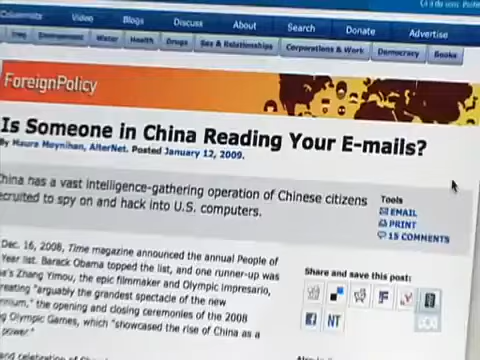 Video Blogs Discuss About Search Donate Advertise
Water Health Drugs Sex & Relationships Corporations & Work Democracy Books
ForeignPolicy
Is Someone in China Reading Your E-mails?
By Maura Moynihan, AlterNet. Posted January 12, 2009.
China has a vast intelligence-gathering operation of Chinese citizens
ecruited to spy on and hack into U.S. computers.
Tools
EMAIL
PRINT
15 COMMENTS
Dec. 16, 2008, Time magazine announced the annual People of
Year list. Barack Obama topped the list, and one runner-up was
a's Zhang Yimou, the epic filmmaker and Olympic impresario,
reating "arguably the grandest spectacle of the new
nnium," the opening and closing ceremonies of the 2008
g Olympic Games, which "showcased the rise of China as a
power."
Share and save this post:
NT